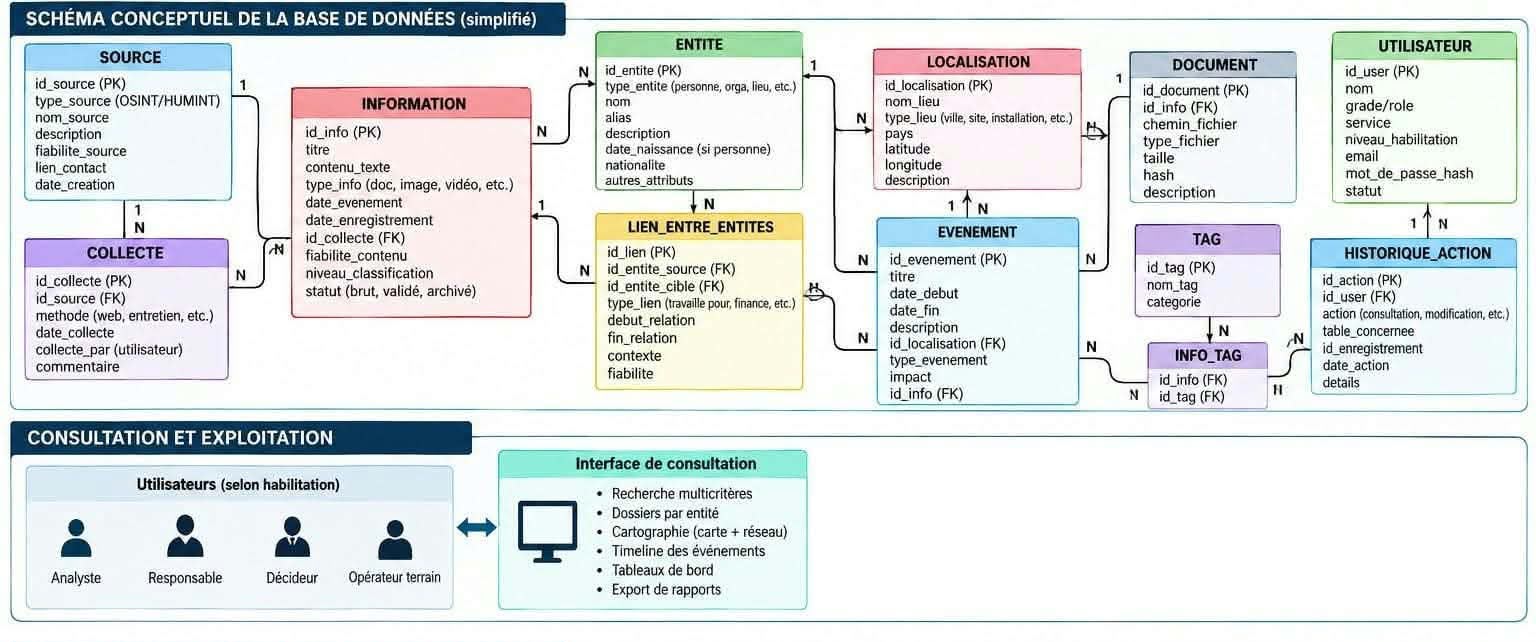 SCHÉMA CONCEPTUEL DE LA BASE DE DONNÉES (simplifié)
SOURCE
id_source (PK)
type_source (OSINT/HUMINT)
nom_source
description
fiabilite_source
lien_contact
date_creation
1
1
N
COLLECTE
id_collecte (PK)
id_source (FK)
methode (web, entretien, etc.)
date_collecte
collecte_par (utilisateur)
commentaire
N
N
INFORMATION
id_info (PK)
titre
contenu_texte
type_info (doc, image, vidéo, etc.)
date_evenement
date_enregistrement
id_collecte (FK)
fiabilite_contenu
niveau_classification
statut (brut, validé, archivé)
N
N
1
N
ENTITE
id_entite (PK)
type_entite (personne, orga, lieu, etc.)
nom
alias
description
date_naissance (si personne)
nationalite
autres_attributs
N
LIEN_ENTRE_ENTITES
id_lien (PK)
id_entite_source (FK)
id_entite_cible (FK)
type_lien (travaille pour, finance, etc.)
debut_relation
fin_relation
contexte
fiabilite
1
N
N
N
LOCALISATION
id_localisation (PK)
nom_lieu
type_lieu (ville, site, installation, etc.)
pays
latitude
longitude
description
1 N
EVENEMENT
id_evenement (PK)
titre
date_debut
date_fin
description
id_localisation (FK)
type_evenement
impact
id_info (FK)
1
N
N
N
DOCUMENT
id_document (PK)
id_info (FK)
chemin_fichier
type_fichier
taille
hash
description
TAG
id_tag (PK)
nom_tag
categorie
N
INFO_TAG
id_info (FK)
id_tag (FK)
N
UTILISATEUR
id_user (PK)
nom
grade/role
service
niveau_habilitation
email
mot_de_passe_hash
statut
1 N
HISTORIQUE_ACTION
id_action (PK)
id_user (FK)
action (consultation, modification, etc.)
table_concernee
id_enregistrement
date_action
details
CONSULTATION ET EXPLOITATION
Utilisateurs (selon habilitation)
Analyste
Responsable
Décideur
Opérateur terrain
Interface de consultation
• Recherche multicritères
• Dossiers par entité
• Cartographie (carte + réseau)
• Timeline des événements
• Tableaux de bord
• Export de rapports